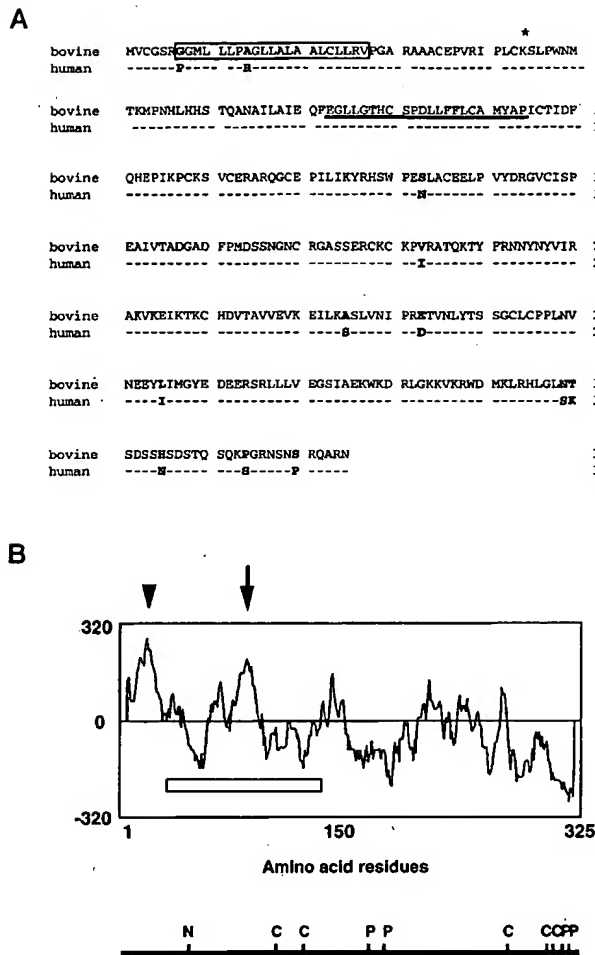 A
*
bovine MVCGSRGGML LLPAGLLALA ALCLLRVPGA RAAACEPVRI PLCKSLPWNM
human ------P--- ---R------ ---------- ---------- ----------
bovine TKMPNHLHHS TQANAILAIE QFEGLLGTHC SPDLLFFLCA MYAPICTIDF
human ---------- ---------- ---------- ---------- ----------
bovine QHEPIKPCKS VCERARQGCE PILIKYRHSW PESLACEELP VYDRGVCISP
human ---------- ---------- ---------- --N------- ----------
bovine EAIVTADGAD FPMDSSNGNC RGASSERCKC KPVRATQKTY FRNNYNYVIR
human ---------- ---------- ---------- --I------- ----------
bovine AKVKEIKTKC HDVTAVVEVK EILKASLVNI PRETVNLYTS SGCLCPPLNV
human ---------- ---------- ----S----- --D------- ----------
bovine NEEYLIMGYE DEERSRLLLV EGSIAEKWKD RLGKKVKRWD MKLRHLGLNT
human ----I----- ---------- ---------- ---------- --------SK
bovine SDSSHSDSTQ SQKPGRNSNS RQARN
human ----N----- ---S-----P -----
B
320
0
-320
1 150 325
Amino acid residues
N C C P P C C C P P